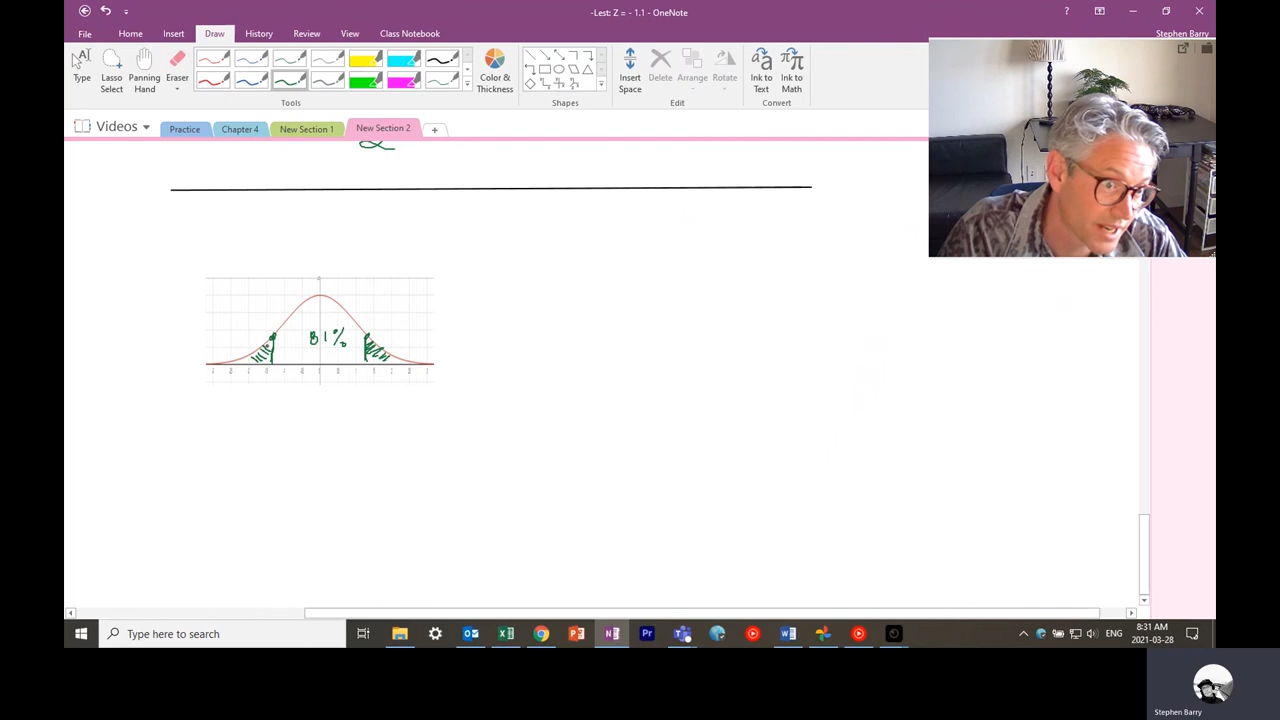 -Lest: Z = - 1.1 - OneNote
?
File Home Insert Draw History Review View Class Notebook
Stephen Barry
Type Lasso Select Panning Hand Eraser
Insert Space Delete Arrange Rotate
Color & Thickness
Ink to Text Ink to Math
Tools Shapes Edit Convert
Videos Practice Chapter 4 New Section 1 New Section 2 +
81%
Type here to search
ENG
8:31 AM
2021-03-28
Stephen Barry